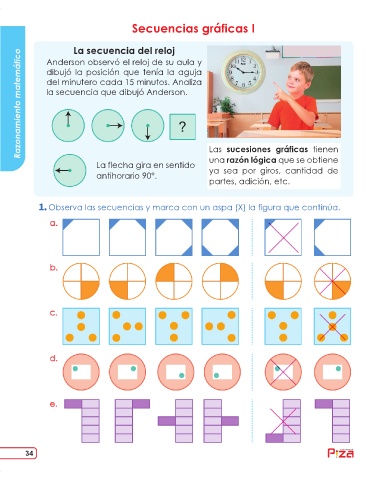 Secuencias gráficas I
Razonamiento matemático
La secuencia del reloj
Anderson observó el reloj de su aula y
dibujó la posición que tenía la aguja
del minutero cada 15 minutos. Analiza
la secuencia que dibujó Anderson.
?
La flecha gira en sentido
antihorario 90°.
Las sucesiones gráficas tienen
una razón lógica que se obtiene
ya sea por giros, cantidad de
partes, adición, etc.
1. Observa las secuencias y marca con un aspa (X) la figura que continúa.
a.
b.
c.
d.
e.
34